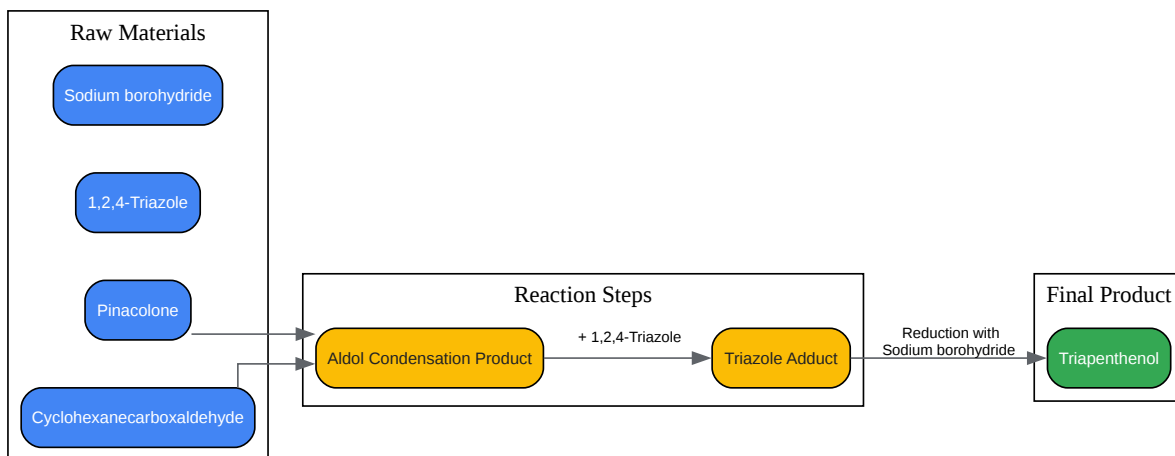 Raw Materials
Sodium borohydride
1,2,4-Triazole
Pinacolone
Cyclohexanecarboxaldehyde
Reaction Steps
Aldol Condensation Product
+ 1,2,4-Triazole
Triazole Adduct
Reduction with
Sodium borohydride
Final Product
Triapenthenol